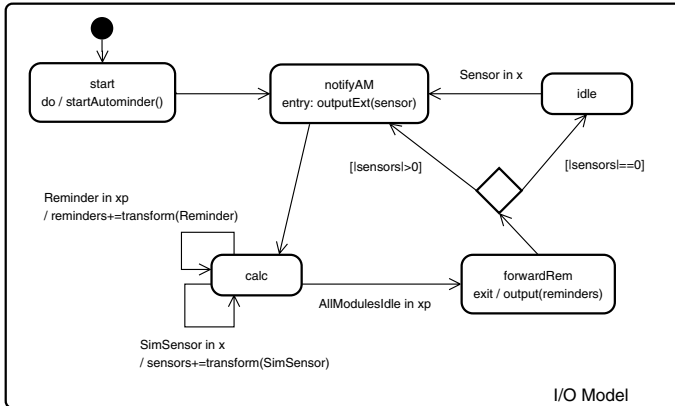 start
do / startAutominder()
notifyAM
entry: outputExt(sensor)
Sensor in x
idle
[|sensors|>0]
[|sensors|==0]
Reminder in xp
/ reminders+=transform(Reminder)
calc
AllModulesIdle in xp
forwardRem
exit / output(reminders)
SimSensor in x
/ sensors+=transform(SimSensor)
I/O Model